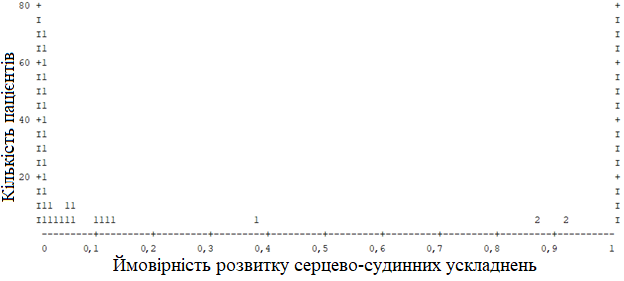 Кількість пацієнтів
80 + +
I I
I1 I
I1 I
60 +1 +
I1 I
I1 I
I1 I
40 +1 +
I1 I
I1 I
I1 I
20 +1 +
I1 I
I11 11 I
I111111 1111 1 2 2 I
0 0,1 0,2 0,3 0,4 0,5 0,6 0,7 0,8 0,9 1
Ймовірність розвитку серцево-судинних ускладнень